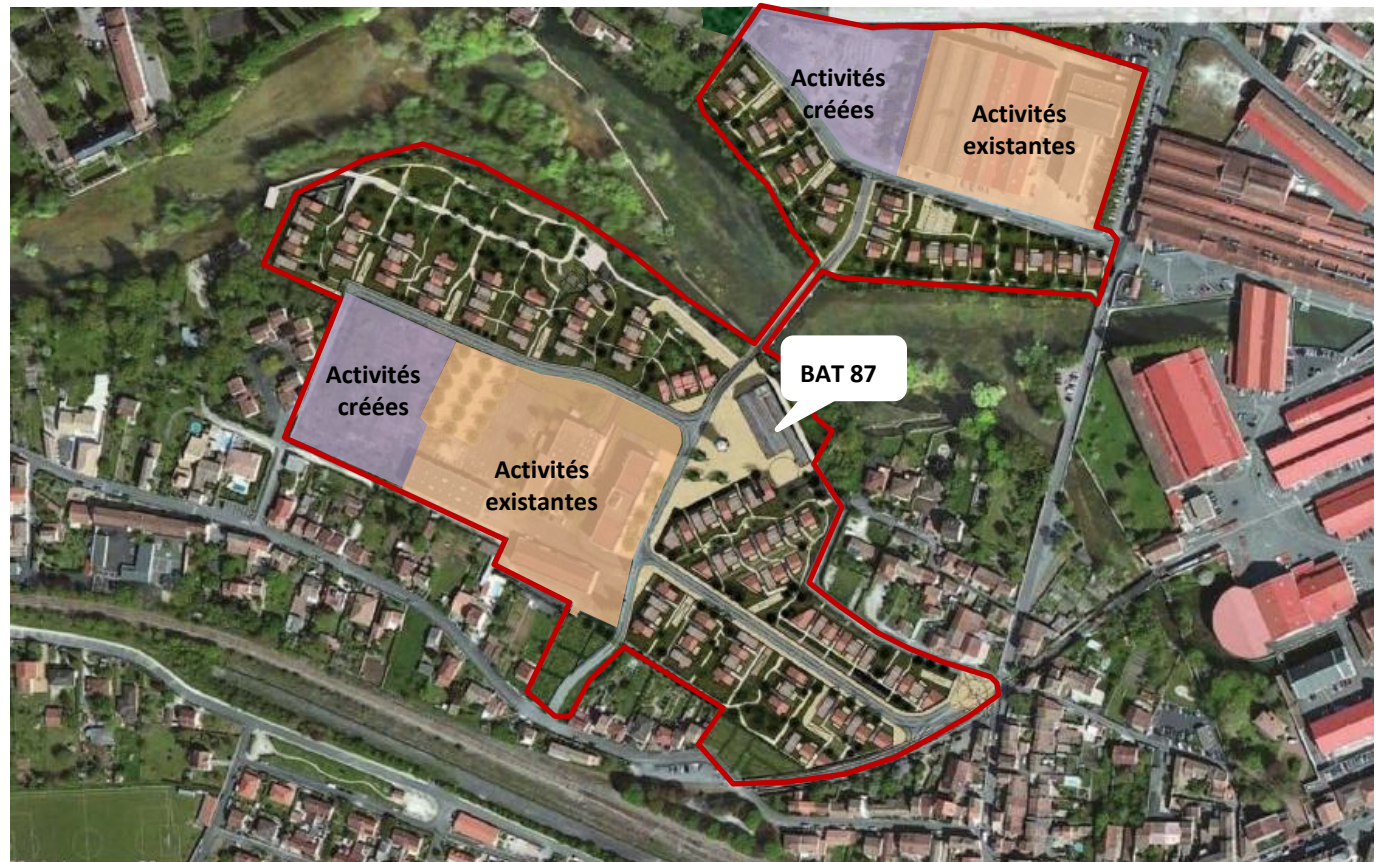 Activités
créées
Activités
existantes
BAT 87
Activités
créées
Activités
existantes